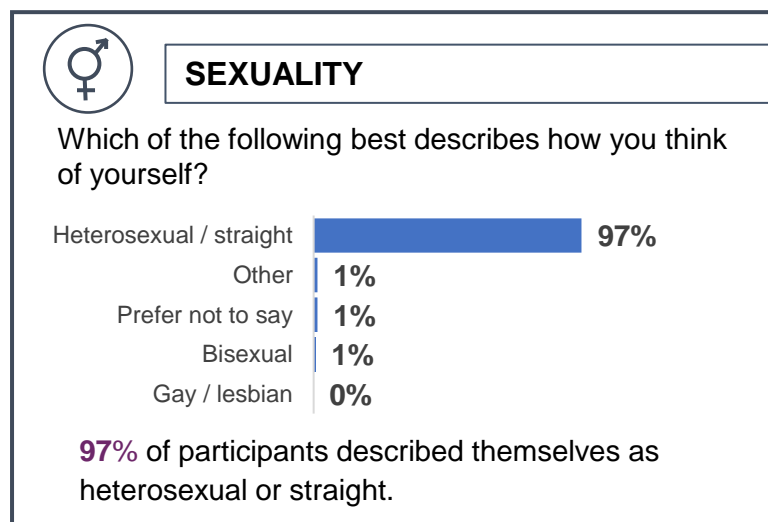 SEXUALITY
Which of the following best describes how you think
of yourself?
Heterosexual / straight 97%
Other 1%
Prefer not to say 1%
Bisexual 1%
Gay / lesbian 0%
97% of participants described themselves as
heterosexual or straight.